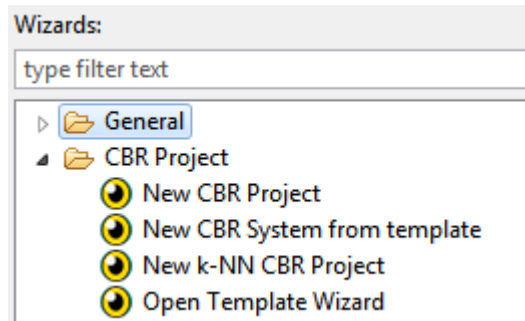 Wizards:
type filter text
General
CBR Project
New CBR Project
New CBR System from template
New k-NN CBR Project
Open Template Wizard